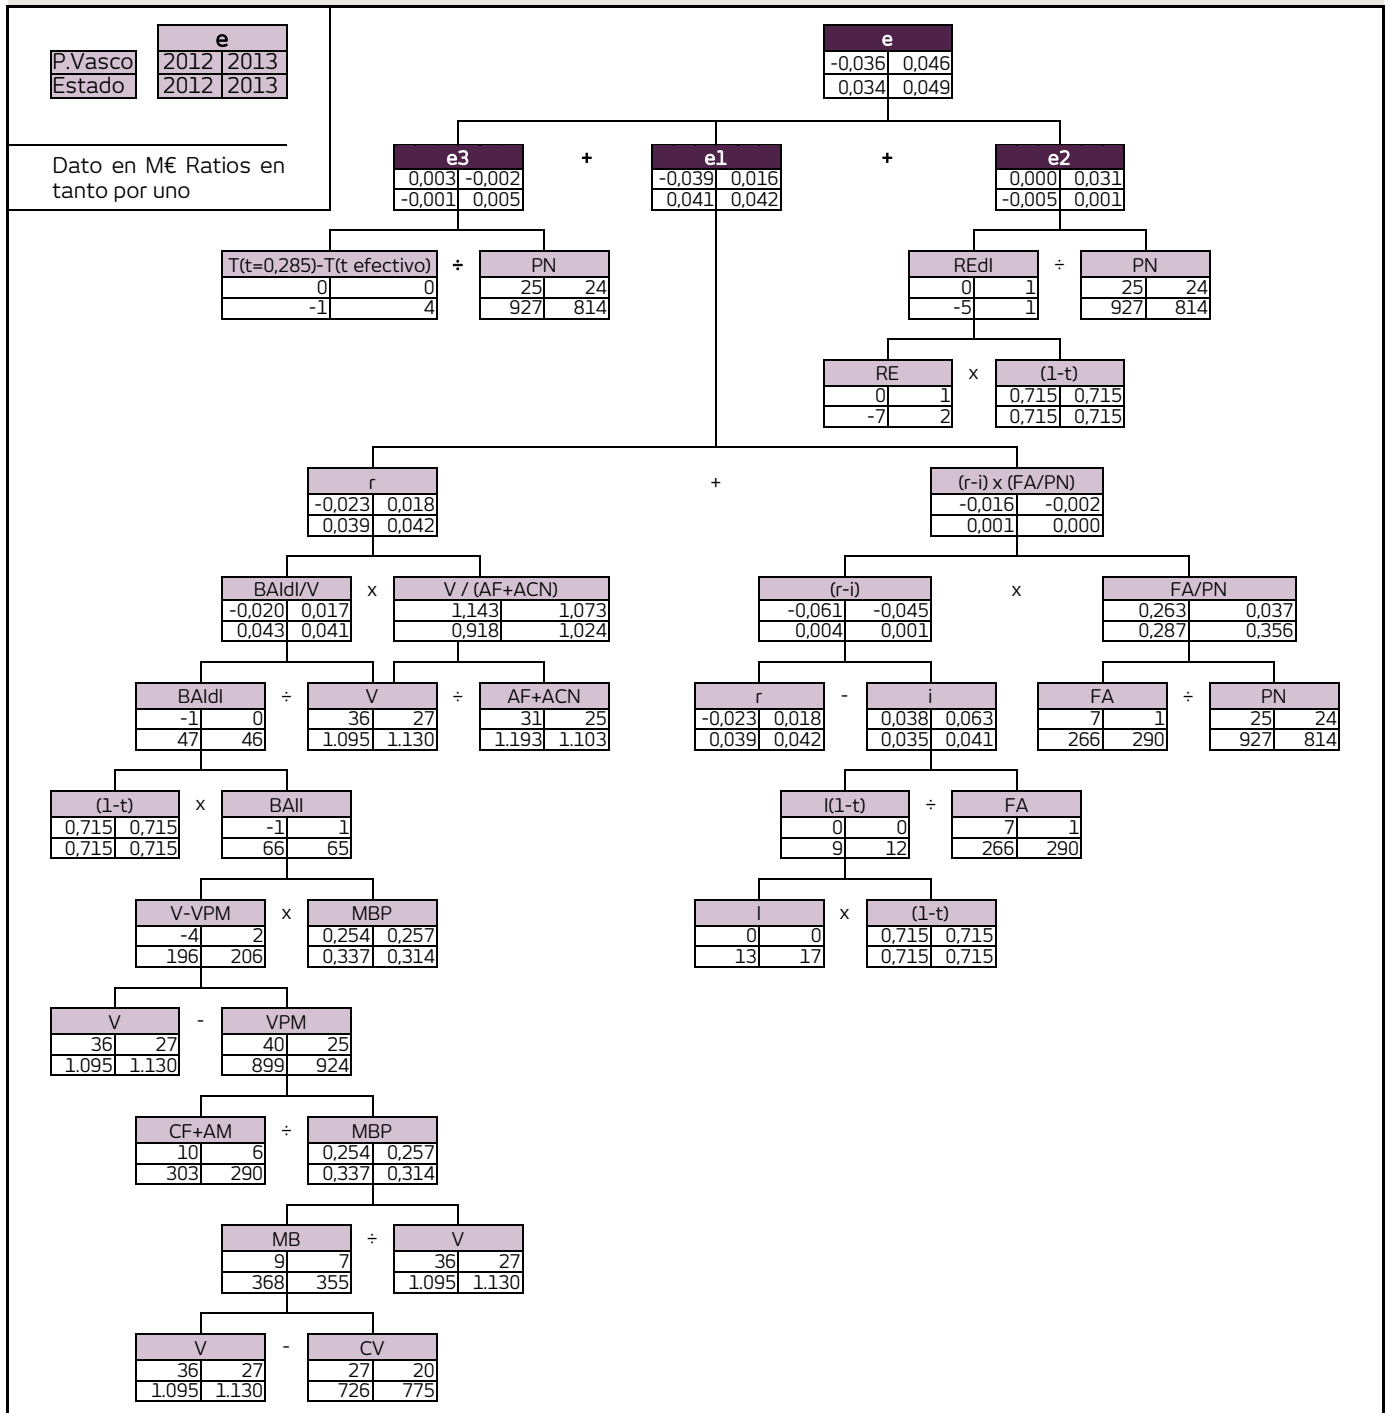 e
P.Vasco 2012 2013
Estado 2012 2013
Dato en M€ Ratios en
tanto por uno
e
-0,036 0,046
0,034 0,049
e3 + e1 + e2
0,003 -0,002 -0,039 0,016 0,000 0,031
-0,001 0,005 0,041 0,042 -0,005 0,001
T(t=0,285)-T(t efectivo) ÷ PN REdI ÷ PN
0 0 25 24 0 1 25 24
-1 4 927 814 -5 1 927 814
RE x (1-t)
0 1 0,715 0,715
-7 2 0,715 0,715
r + (r-i) x (FA/PN)
-0,023 0,018 -0,016 -0,002
0,039 0,042 0,001 0,000
BAIdI/V x V / (AF+ACN) (r-i) x FA/PN
-0,020 0,017 1,143 1,073 -0,061 -0,045 0,263 0,037
0,043 0,041 0,918 1,024 0,004 0,001 0,287 0,356
BAIdI ÷ V ÷ AF+ACN r - i FA ÷ PN
-1 0 36 27 31 25 -0,023 0,018 0,038 0,063 7 1 25 24
47 46 1.095 1.130 1.193 1.103 0,039 0,042 0,035 0,041 266 290 927 814
(1-t) x BAII I(1-t) ÷ FA
0,715 0,715 -1 1 0 0 7 1
0,715 0,715 66 65 9 12 266 290
V-VPM x MBP I x (1-t)
-4 2 0,254 0,257 0 0 0,715 0,715
196 206 0,337 0,314 13 17 0,715 0,715
V - VPM
36 27 40 25
1.095 1.130 899 924
CF+AM ÷ MBP
10 6 0,254 0,257
303 290 0,337 0,314
MB ÷ V
9 7 36 27
368 355 1.095 1.130
V - CV
36 27 27 20
1.095 1.130 726 775